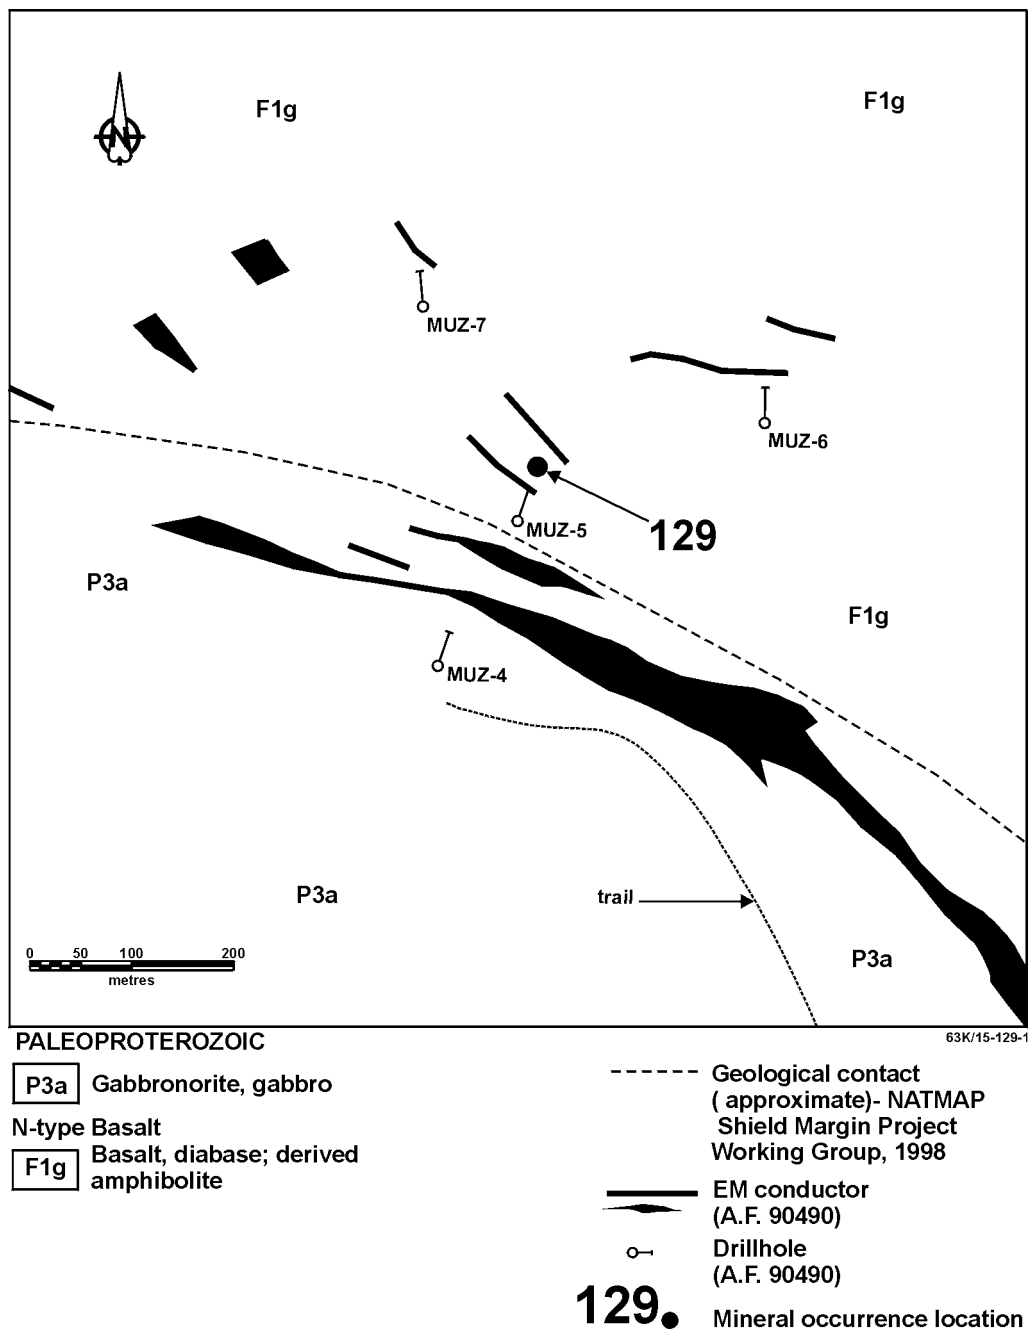 F1g
F1g
N
MUZ-7
MUZ-6
129
MUZ-5
P3a
F1g
MUZ-4
P3a
trail
P3a
0 50 100 200
metres
63K/15-129-1
PALEOPROTEROZOIC
P3a Gabbronorite, gabbro
N-type Basalt
F1g Basalt, diabase; derived
amphibolite
Geological contact
( approximate)- NATMAP
Shield Margin Project
Working Group, 1998
EM conductor
(A.F. 90490)
Drillhole
(A.F. 90490)
129 Mineral occurrence location